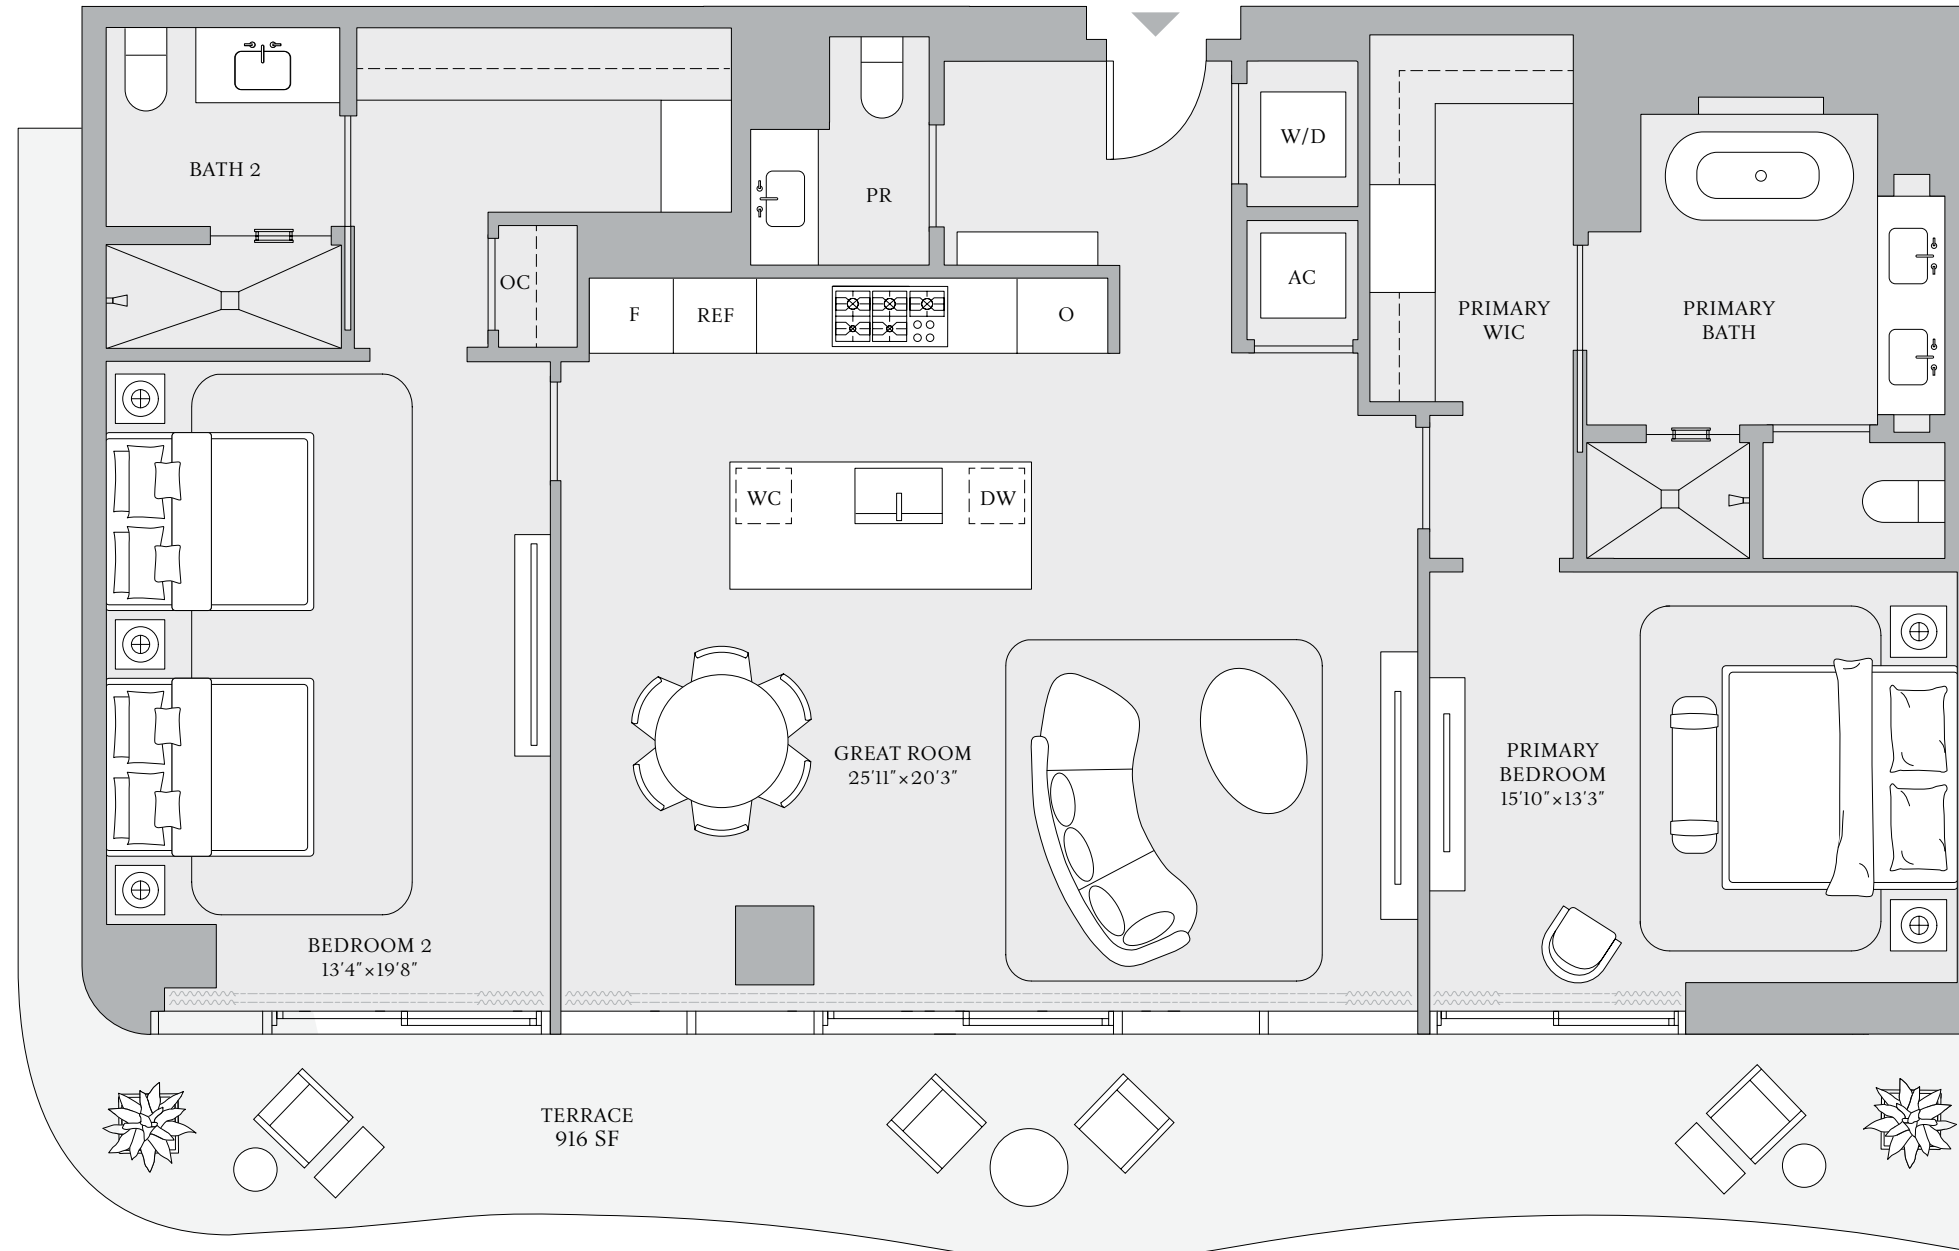 W/D
BATH 2
PR
AC
OC
F
REF
O
PRIMARY
WIC
PRIMARY
BATH
WC
DW
GREAT ROOM
25'11"×20'3"
PRIMARY
BEDROOM
15'10"×13'3"
BEDROOM 2
13'4"×19'8"
TERRACE
916 SF